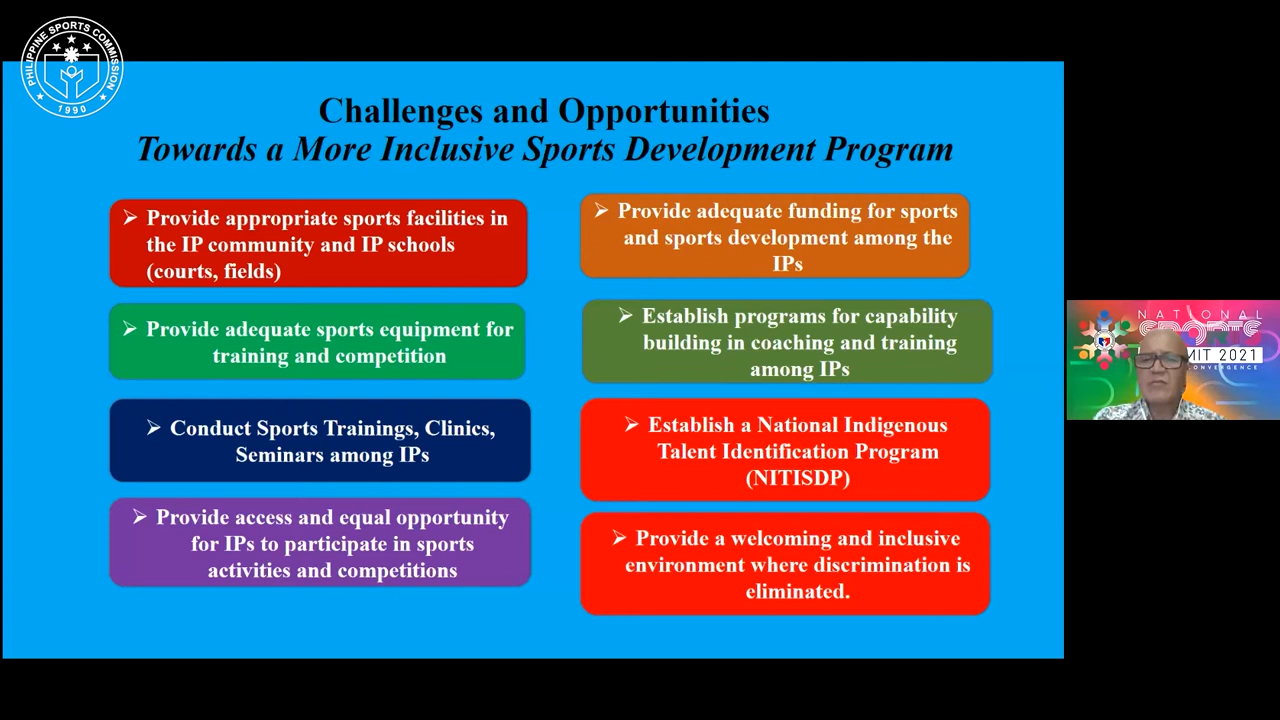 PHILIPPINE SPORTS COMMISSION
1990
Challenges and Opportunities
Towards a More Inclusive Sports Development Program
➢ Provide appropriate sports facilities in
the IP community and IP schools
(courts, fields)
➢ Provide adequate sports equipment for
training and competition
➢ Conduct Sports Trainings, Clinics,
Seminars among IPs
➢ Provide access and equal opportunity
for IPs to participate in sports
activities and competitions
➢ Provide adequate funding for sports
and sports development among the
IPs
➢ Establish programs for capability
building in coaching and training
among IPs
➢ Establish a National Indigenous
Talent Identification Program
(NITISDP)
➢ Provide a welcoming and inclusive
environment where discrimination is
eliminated.
NATIONAL
SPORTS
MIT 2021
CONVERGENCE